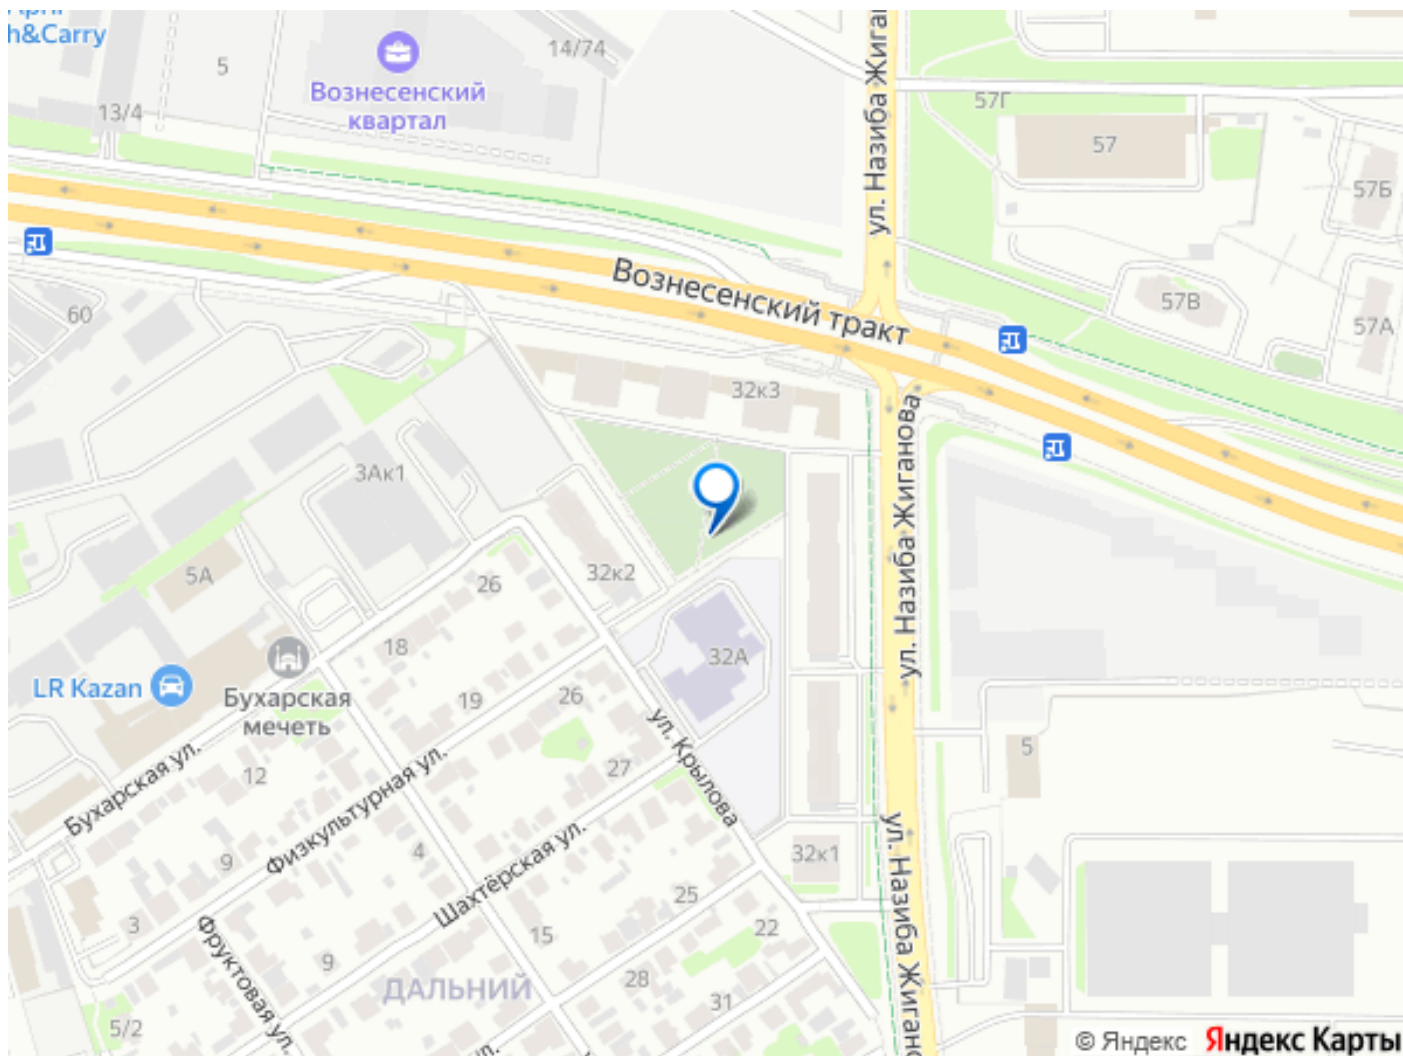 h&Carry
5
14/74
Вознесенский
квартал
13/4
ул. Назиба Жиган
57Г
57
57Б
57В
57А
60
Вознесенский тракт
32к3
ул. Назиба Жиганова
3Ак1
5А
26
32к2
18
32А
LR Kazan
Бухарская
мечеть
19
26
ул. Крылова
12
27
5
Бухарская ул.
Физкультурная ул.
9
4
Шахтёрская ул.
32к1
ул. Назиба Жиган
25
3
15
22
Фруктовая ул.
9
ДАЛЬНИЙ
28
31
5/2
ул.
© Яндекс Яндекс Карты